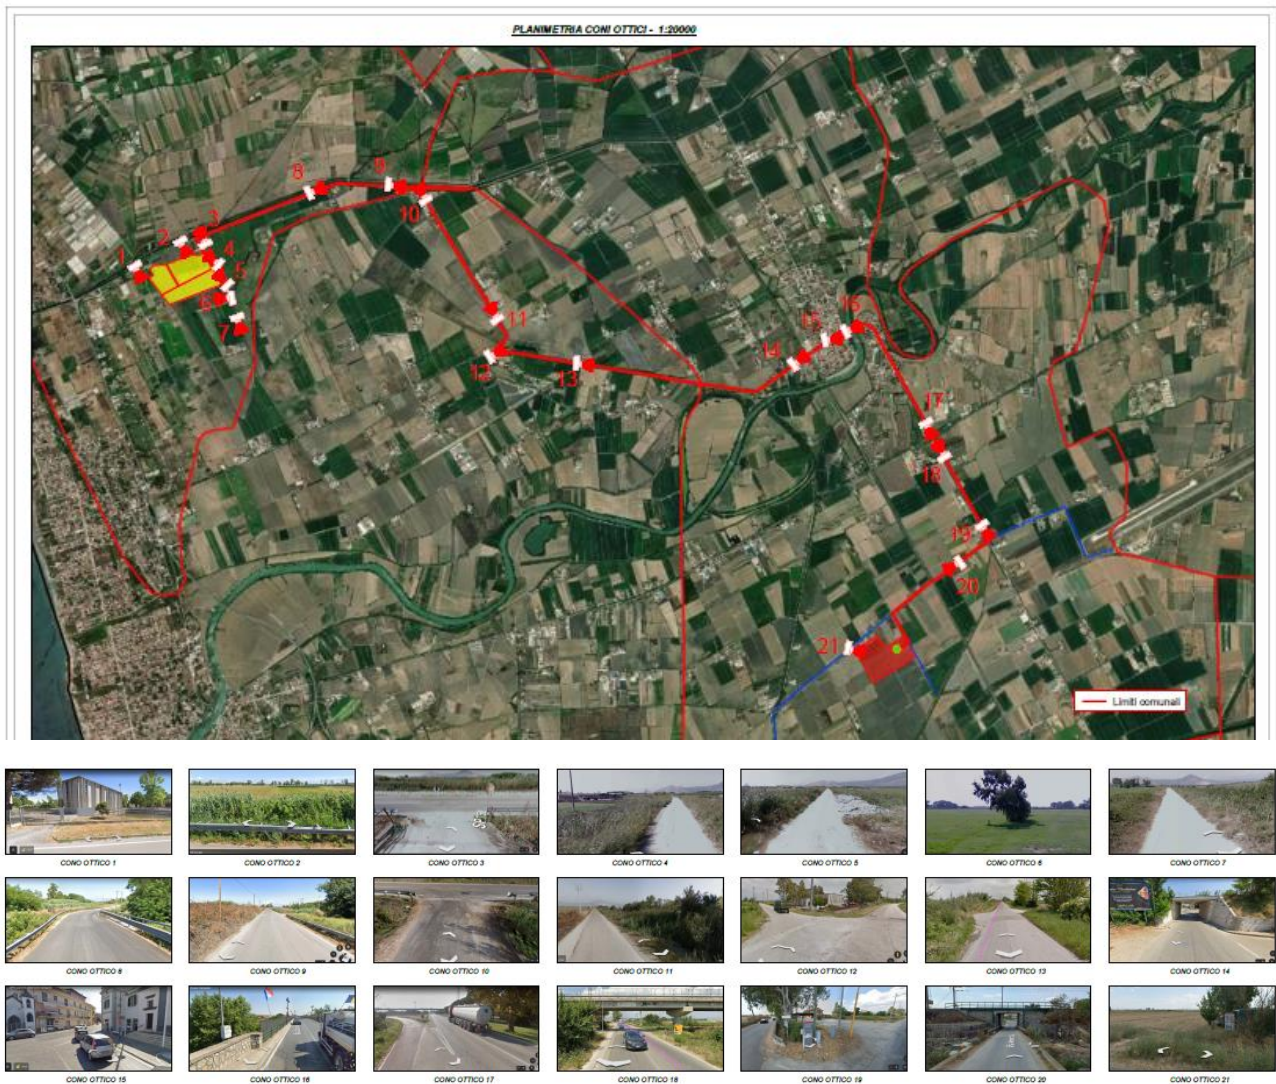 PLANIMETRIA CONI OTTICI - 1:20000
8
9
10
3
2
4
1
5
6
7
11
12
13
14
15
16
17
18
19
20
21
Limiti comunali
CONO OTTICO 1
CONO OTTICO 2
CONO OTTICO 3
CONO OTTICO 4
CONO OTTICO 5
CONO OTTICO 6
CONO OTTICO 7
CONO OTTICO 8
CONO OTTICO 9
CONO OTTICO 10
CONO OTTICO 11
CONO OTTICO 12
CONO OTTICO 13
CONO OTTICO 14
CONO OTTICO 15
CONO OTTICO 16
CONO OTTICO 17
CONO OTTICO 18
CONO OTTICO 19
CONO OTTICO 20
CONO OTTICO 21